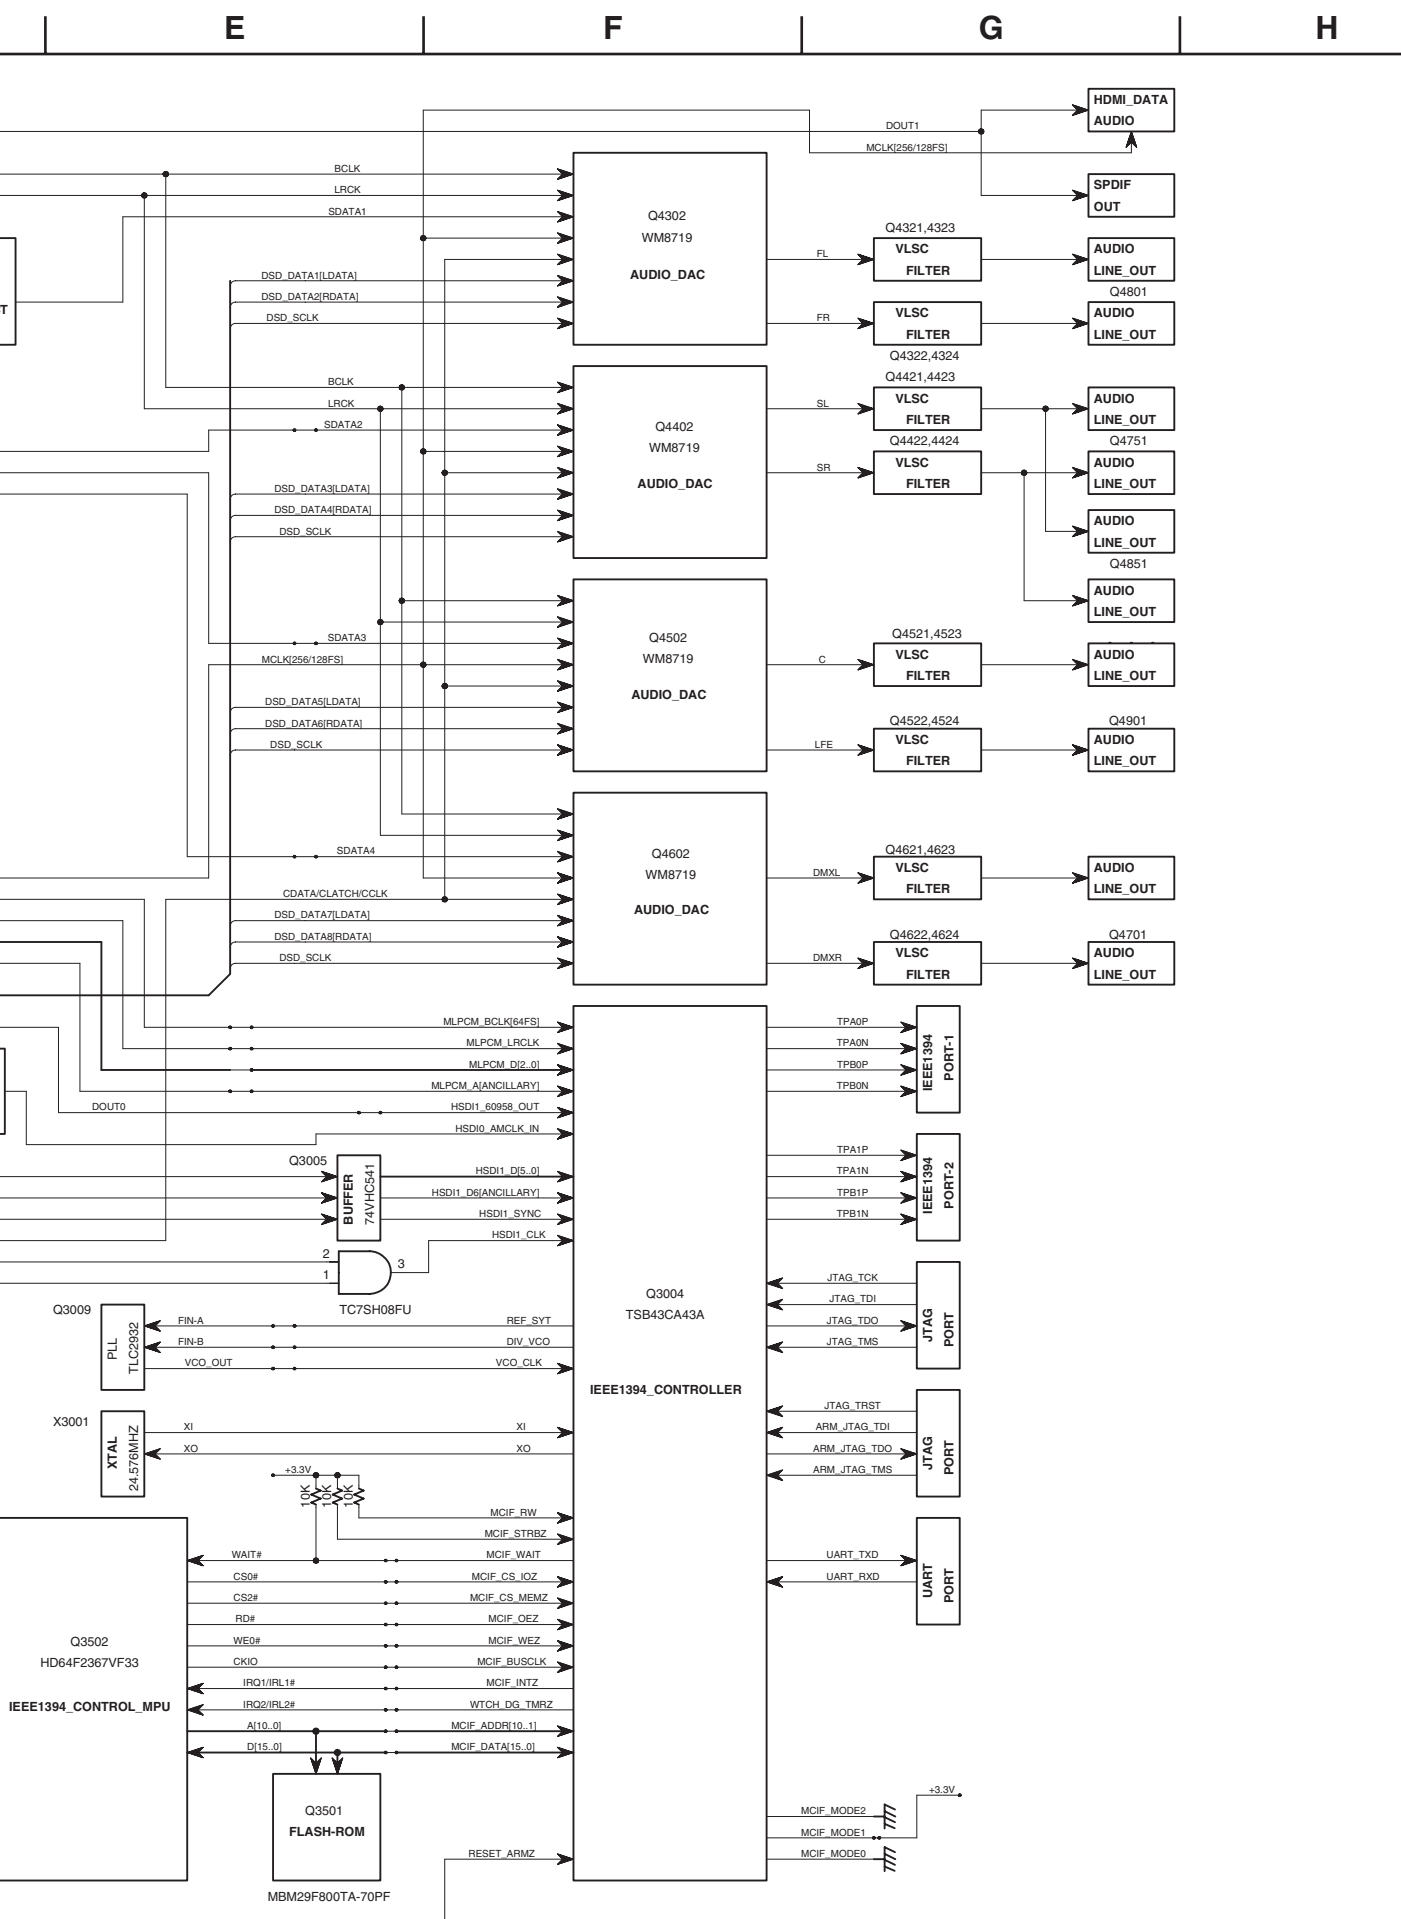 E F G H
HDMI_DATA
AUDIO
DOUT1
MCLK[256/128FS]
SPDIF
OUT
BCLK
LRCK
SDATA1
DSD_DATA1[LDATA]
DSD_DATA2[RDATA]
DSD_SCLK
T
Q4302
WM8719
AUDIO_DAC
FL
FR
Q4321,4323
VLSC
FILTER
AUDIO
LINE_OUT
Q4801
VLSC
FILTER
AUDIO
LINE_OUT
Q4322,4324
BCLK
LRCK
SDATA2
DSD_DATA3[LDATA]
DSD_DATA4[RDATA]
DSD_SCLK
Q4402
WM8719
AUDIO_DAC
SL
SR
Q4421,4423
VLSC
FILTER
AUDIO
LINE_OUT
Q4422,4424
Q4751
VLSC
FILTER
AUDIO
LINE_OUT
AUDIO
LINE_OUT
Q4851
AUDIO
LINE_OUT
SDATA3
MCLK[256/128FS]
DSD_DATA5[LDATA]
DSD_DATA6[RDATA]
DSD_SCLK
Q4502
WM8719
AUDIO_DAC
C
LFE
Q4521,4523
VLSC
FILTER
AUDIO
LINE_OUT
Q4522,4524
Q4901
VLSC
FILTER
AUDIO
LINE_OUT
SDATA4
CDATA/CLATCH/CCLK
DSD_DATA7[LDATA]
DSD_DATA8[RDATA]
DSD_SCLK
Q4602
WM8719
AUDIO_DAC
DMXL
DMXR
Q4621,4623
VLSC
FILTER
AUDIO
LINE_OUT
Q4622,4624
Q4701
VLSC
FILTER
AUDIO
LINE_OUT
MLPCM_BCLK[64FS]
MLPCM_LRCLK
MLPCM_D[2..0]
MLPCM_A[ANCILLARY]
DOUT0
HSDI1_60958_OUT
HSDI0_AMCLK_IN
Q3005
BUFFER
74VHC541
HSDI1_D[5..0]
HSDI1_D6[ANCILLARY]
HSDI1_SYNC
HSDI1_CLK
2
1
3
TC7SH08FU
Q3009
PLL
TLC2932
FIN-A
FIN-B
VCO_OUT
REF_SYT
DIV_VCO
VCO_CLK
X3001
XTAL
24.576MHZ
XI
XO
XI
XO
+3.3V
10K
10K
10K
Q3004
TSB43CA43A
IEEE1394_CONTROLLER
TPA0P
TPA0N
TPB0P
TPB0N
IEEE1394
PORT-1
TPA1P
TPA1N
TPB1P
TPB1N
IEEE1394
PORT-2
JTAG_TCK
JTAG_TDI
JTAG_TDO
JTAG_TMS
JTAG
PORT
JTAG_TRST
ARM_JTAG_TDI
ARM_JTAG_TDO
ARM_JTAG_TMS
JTAG
PORT
UART_TXD
UART_RXD
UART
PORT
MCIF_RW
MCIF_STRBZ
WAIT# MCIF_WAIT
CS0# MCIF_CS_IOZ
CS2# MCIF_CS_MEMZ
RD# MCIF_OEZ
WE0# MCIF_WEZ
CKIO MCIF_BUSCLK
IRQ1/IRL1# MCIF_INTZ
IRQ2/IRL2# WTCH_DG_TMRZ
A[10..0] MCIF_ADDR[10..1]
D[15..0] MCIF_DATA[15..0]
Q3502
HD64F2367VF33
IEEE1394_CONTROL_MPU
Q3501
FLASH-ROM
MBM29F800TA-70PF
RESET_ARMZ
+3.3V
MCIF_MODE2
MCIF_MODE1
MCIF_MODE0